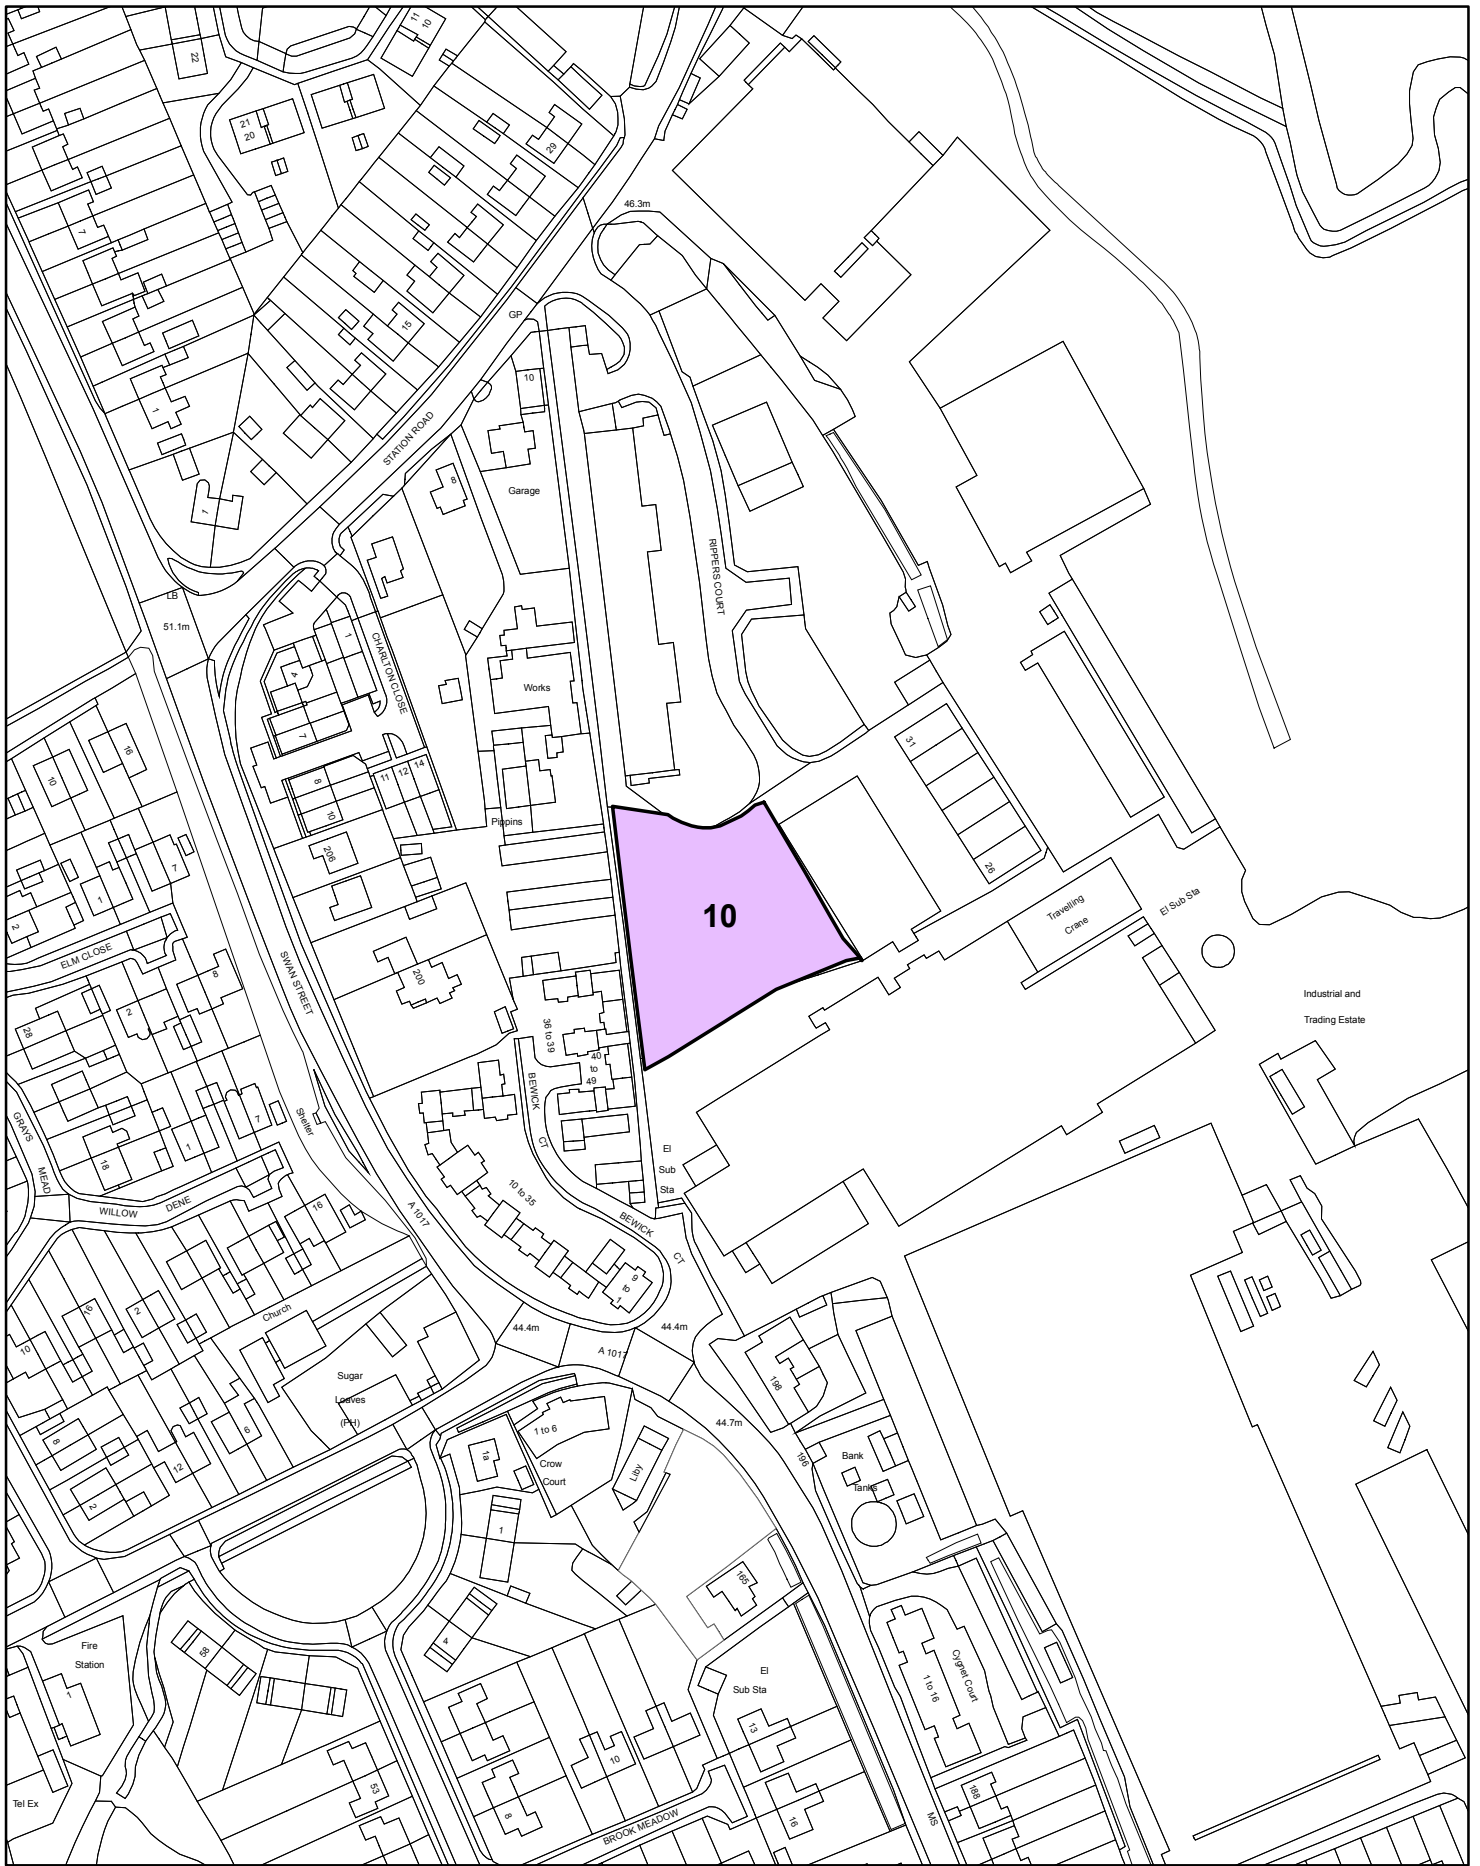 11
10
22
21
20
29
46.3m
7
GP
15
10
1
STATION ROAD
8
Garage
1
RIPPERS COURT
LB
51.1m
1
CHARLTON CLOSE
4
Works
7
16
10
31
8
11
12
14
10
Pippins
206
7
1
26
10
2
Travelling
Crane
El Sub Sta
ELM CLOSE
SWAN STREET
200
8
2
28
Industrial and
Trading Estate
36 to 39
40
to
49
BEWICK
CT
GRAYS
MEAD
Shelter
7
1
18
El
Sub
Sta
10 to 35
WILLOW
DENE
16
A 1017
BEWICK
CT
9
to
1
Church
16
2
10
44.4m
44.4m
A 1017
Sugar
Loaves
(PH)
198
44.7m
8
6
12
2
1a
1 to 6
Crow
Court
Liby
196
Bank
Tanks
1
165
4
58
Fire
Station
1
El
Sub Sta
1 to 16
Cygnet Court
13
10
53
8
16
188
Tel Ex
BROOK MEADOW
MS